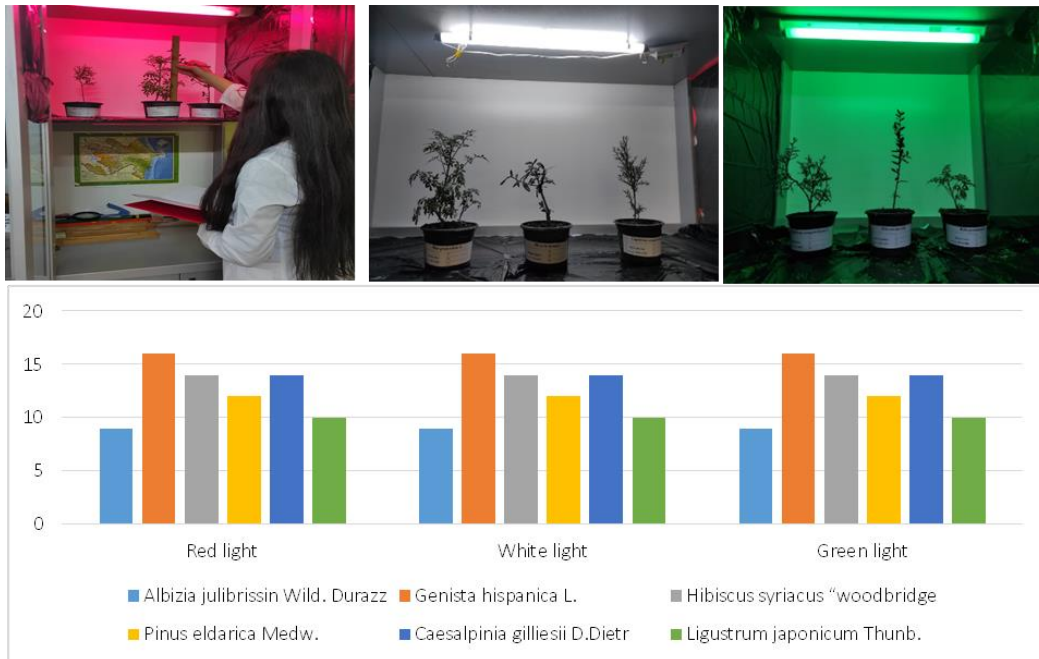 20
15
10
5
0
Red light White light Green light
Albizia julibrissin Wild. Durazz Genista hispanica L. Hibiscus syriacus “woodbridge
Pinus eldarica Medw. Caesalpinia gilliesii D.Dietr Ligustrum japonicum Thunb.